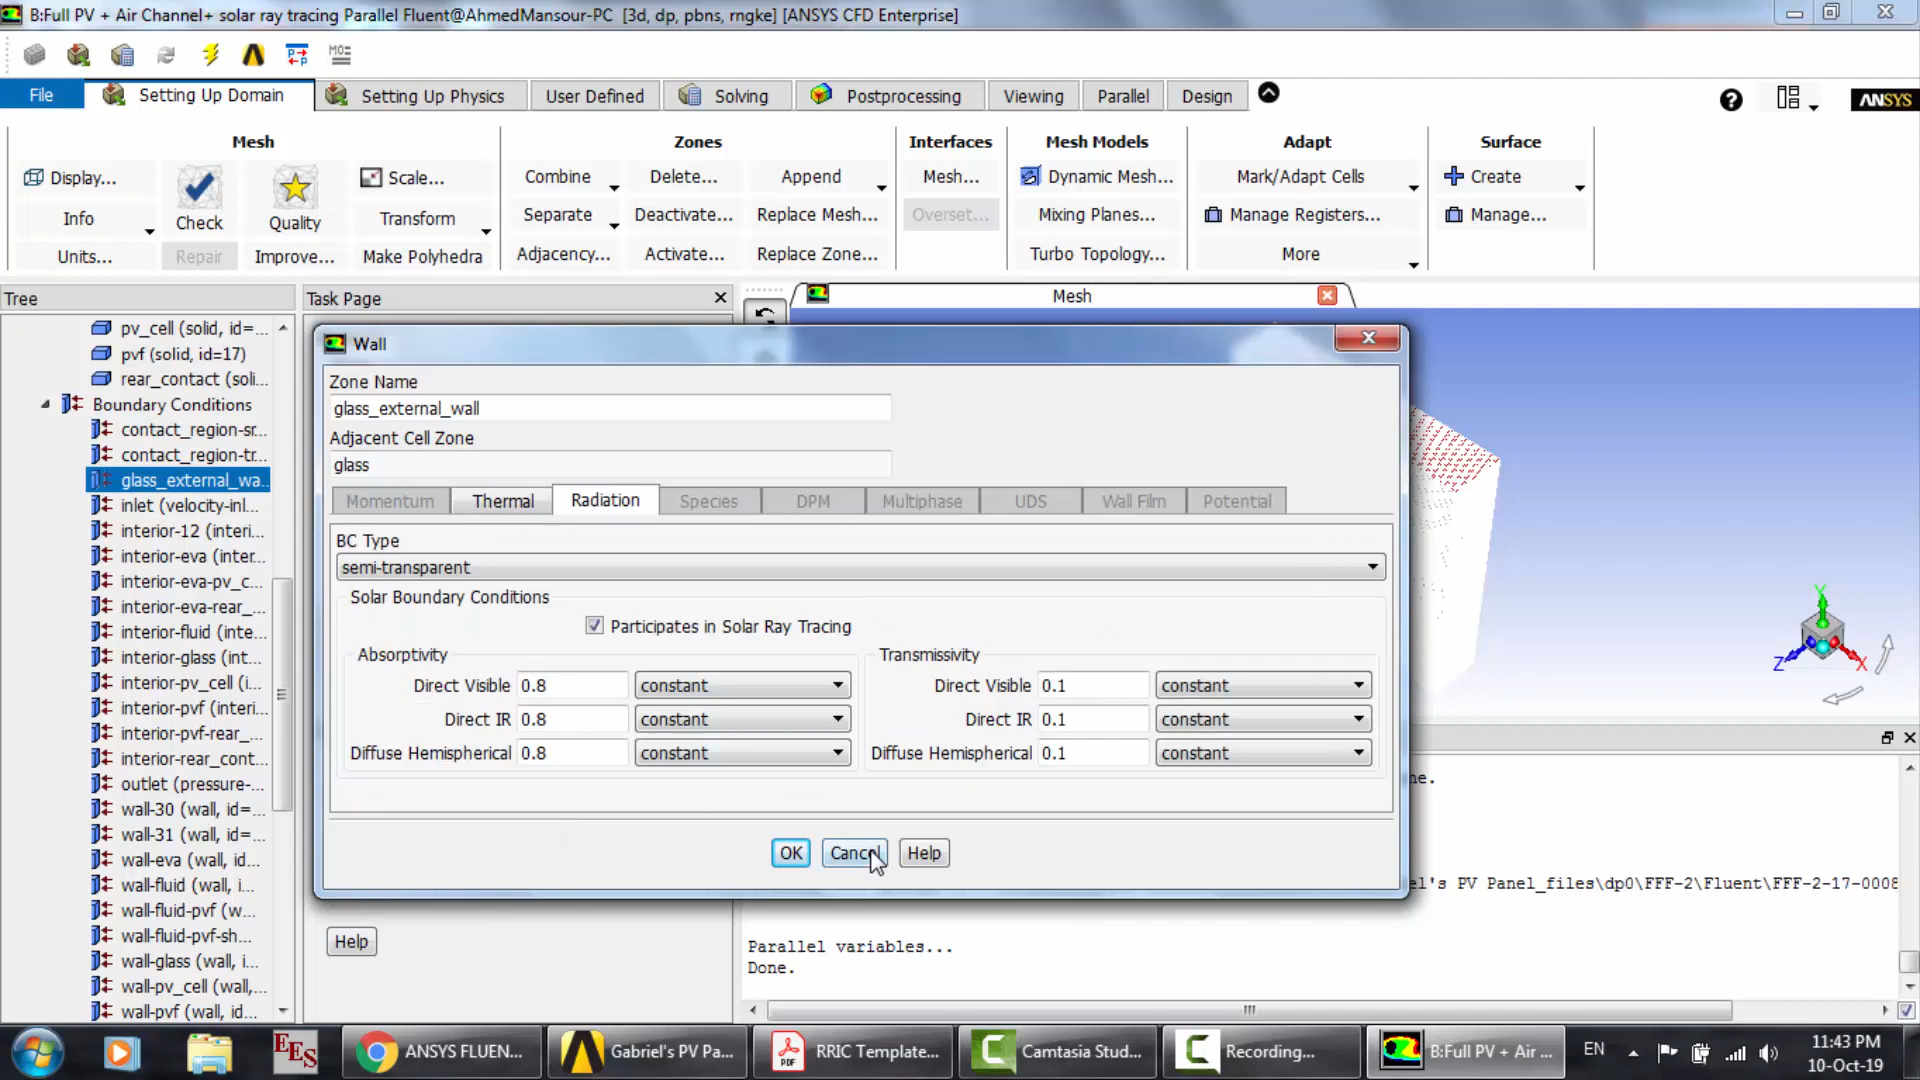 B:Full PV + Air Channel+ solar ray tracing Parallel Fluent@AhmedMansour-PC [3d, dp, pbns, rngke] [ANSYS CFD Enterprise]
File
Setting Up Domain
Setting Up Physics
User Defined
Solving
Postprocessing
Viewing
Parallel
Design
ANSYS
Mesh
Zones
Interfaces
Mesh Models
Adapt
Surface
Display...
Scale...
Combine
Delete...
Append
Mesh...
Dynamic Mesh...
Mark/Adapt Cells
Create
Info
Check
Quality
Transform
Separate
Deactivate...
Replace Mesh...
Overset...
Mixing Planes...
Manage Registers...
Manage...
Units...
Repair
Improve...
Make Polyhedra
Adjacency...
Activate...
Replace Zone...
Turbo Topology...
More
Tree
Task Page
Mesh
pv_cell (solid, id=...
pvf (solid, id=17)
rear_contact (soli...
Boundary Conditions
contact_region-sr...
contact_region-tr...
glass_external_wa...
inlet (velocity-inl...
interior-12 (interi...
interior-eva (inter...
interior-eva-pv_c...
interior-eva-rear_...
interior-fluid (inte...
interior-glass (int...
interior-pv_cell (i...
interior-pvf (interi...
interior-pvf-rear_...
interior-rear_cont...
outlet (pressure-...
wall-30 (wall, id=...
wall-31 (wall, id=...
wall-eva (wall, id...
wall-fluid (wall, i...
wall-fluid-pvf (w...
wall-fluid-pvf-sh...
wall-glass (wall, i...
wall-pv_cell (wall,...
wall-pvf (wall, id...
Wall
Zone Name
glass_external_wall
Adjacent Cell Zone
glass
Momentum
Thermal
Radiation
Species
DPM
Multiphase
UDS
Wall Film
Potential
BC Type
semi-transparent
Solar Boundary Conditions
Participates in Solar Ray Tracing
Absorptivity
Transmissivity
Direct Visible 0.8 constant
Direct Visible 0.1 constant
Direct IR 0.8 constant
Direct IR 0.1 constant
Diffuse Hemispherical 0.8 constant
Diffuse Hemispherical 0.1 constant
OK
Cancel
Help
Help
Y
Z
X
ne.
el's PV Panel_files\dp0\FFF-2\Fluent\FFF-2-17-0008
Parallel variables...
Done.
EES
ANSYS FLUEN...
Gabriel's PV Pa...
PDF
RRIC Template...
Camtasia Stud...
Recording...
B:Full PV + Air ...
EN
11:43 PM
10-Oct-19